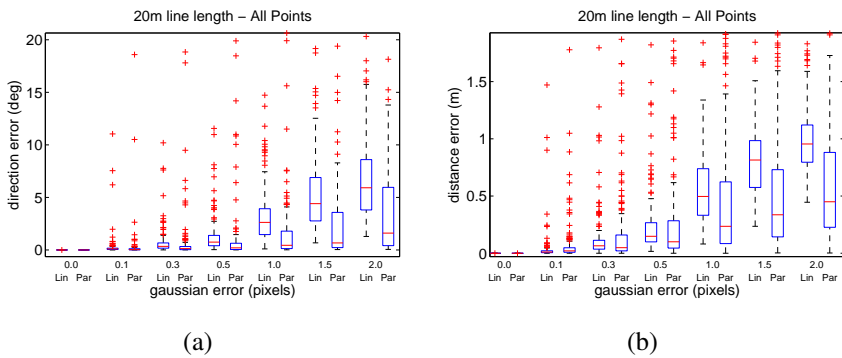 20m line length – All Points
20
15
10
5
0
direction error (deg)
0.0 0.1 0.3 0.5 1.0 1.5 2.0
Lin Par Lin Par Lin Par Lin Par Lin Par Lin Par Lin Par
gaussian error (pixels)
(a)
20m line length – All Points
1.5
1
0.5
0
distance error (m)
0.0 0.1 0.3 0.5 1.0 1.5 2.0
Lin Par Lin Par Lin Par Lin Par Lin Par Lin Par Lin Par
gaussian error (pixels)
(b)